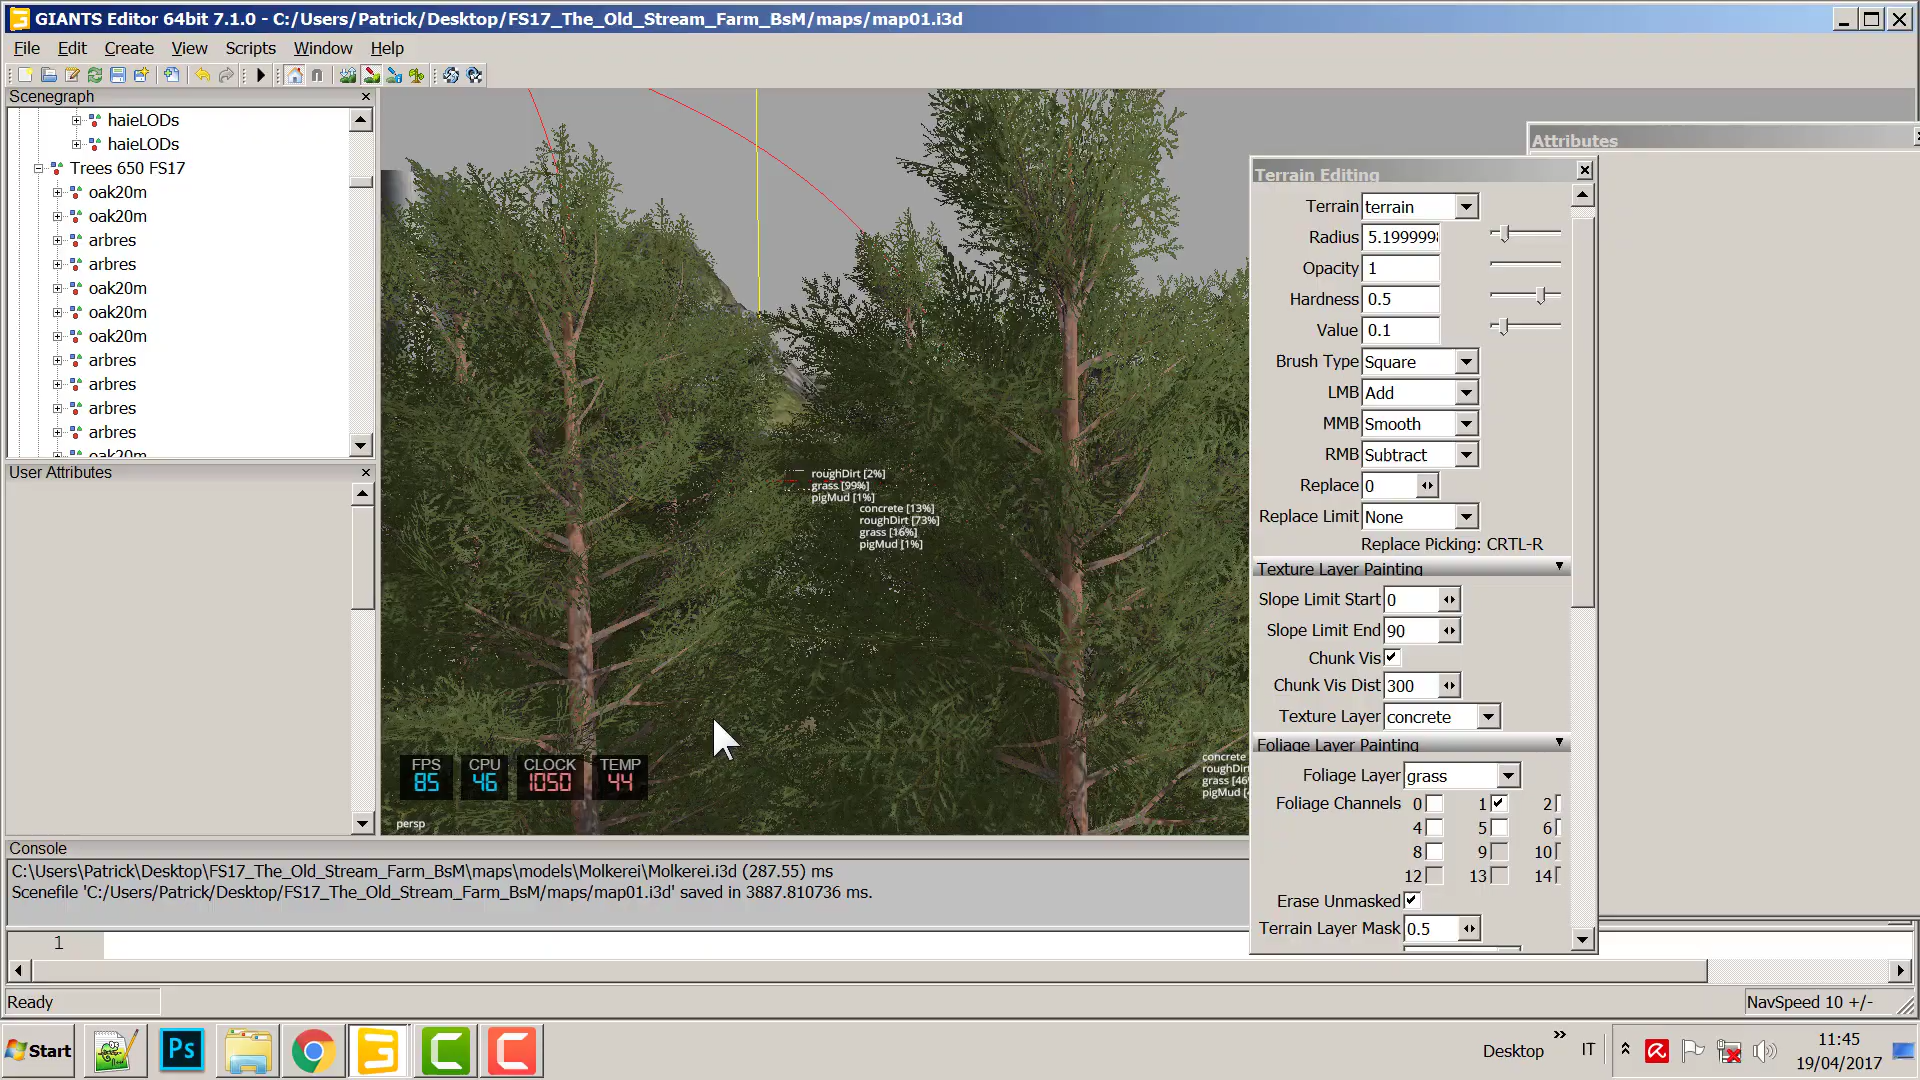 GIANTS Editor 64bit 7.1.0 - C:/Users/Patrick/Desktop/FS17_The_Old_Stream_Farm_BsM/maps/map01.i3d
File Edit Create View Scripts Window Help
Scenegraph
haieLODs
haieLODs
Trees 650 FS17
oak20m
oak20m
arbres
arbres
oak20m
oak20m
oak20m
arbres
arbres
arbres
arbres
oak20m
User Attributes
roughDirt [2%]
grass [99%]
pigMud [1%]
concrete [13%]
roughDirt [73%]
grass [16%]
pigMud [1%]
concrete
roughDirt
grass [46%
pigMud
FPS 85
CPU 46
CLOCK 1050
TEMP 44
persp
Attributes
Terrain Editing
Terrain terrain
Radius 5.1999998
Opacity 1
Hardness 0.5
Value 0.1
Brush Type Square
LMB Add
MMB Smooth
RMB Subtract
Replace 0
Replace Limit None
Replace Picking: CRTL-R
Texture Layer Painting
Slope Limit Start 0
Slope Limit End 90
Chunk Vis
Chunk Vis Dist 300
Texture Layer concrete
Foliage Layer Painting
Foliage Layer grass
Foliage Channels 0 1 2
4 5 6
8 9 10
12 13 14
Erase Unmasked
Terrain Layer Mask 0.5
Console
C:\Users\Patrick\Desktop\FS17_The_Old_Stream_Farm_BsM\maps\models\Molkerei\Molkerei.i3d (287.55) ms
Scenefile 'C:/Users/Patrick/Desktop/FS17_The_Old_Stream_Farm_BsM/maps/map01.i3d' saved in 3887.810736 ms.
1
Ready
NavSpeed 10 +/-
Start
Ps
Desktop
IT
11:45
19/04/2017